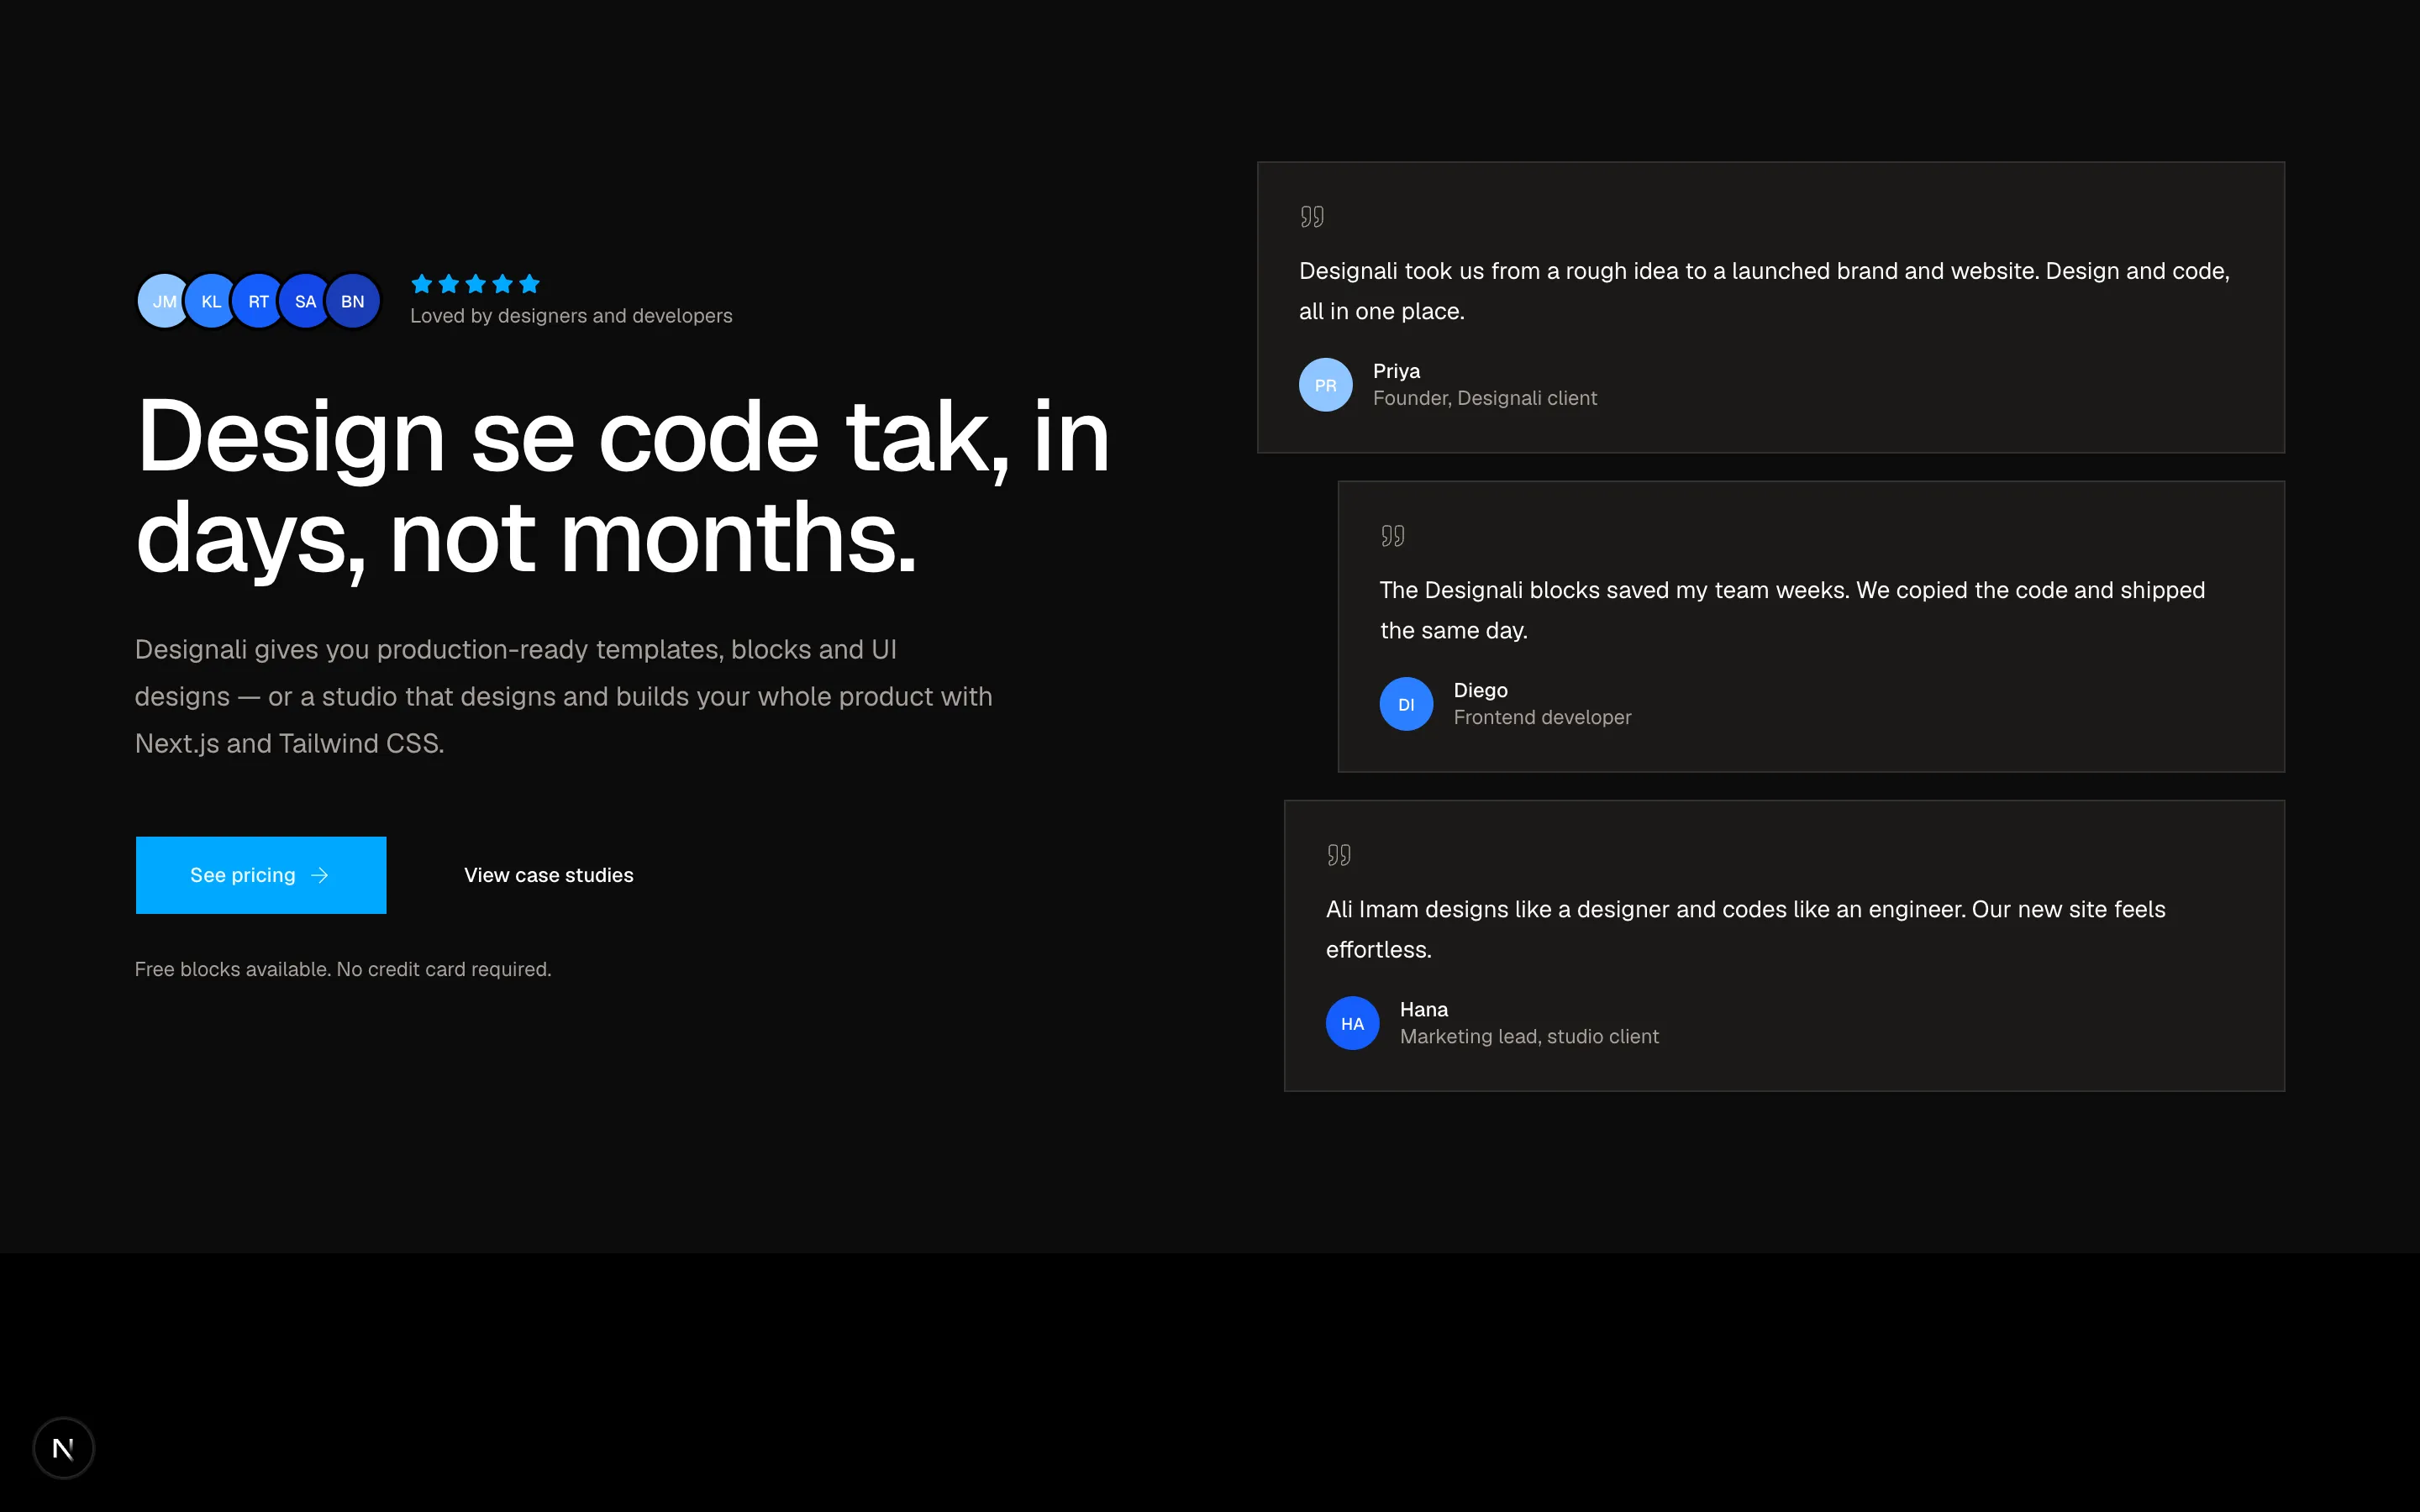 JM KL RT SA BN
Loved by designers and developers
Design se code tak, in
days, not months.
Designali gives you production-ready templates, blocks and UI
designs — or a studio that designs and builds your whole product with
Next.js and Tailwind CSS.
See pricing →
View case studies
Free blocks available. No credit card required.
Designali took us from a rough idea to a launched brand and website. Design and code,
all in one place.
PR
Priya
Founder, Designali client
The Designali blocks saved my team weeks. We copied the code and shipped
the same day.
DI
Diego
Frontend developer
Ali Imam designs like a designer and codes like an engineer. Our new site feels
effortless.
HA
Hana
Marketing lead, studio client
N